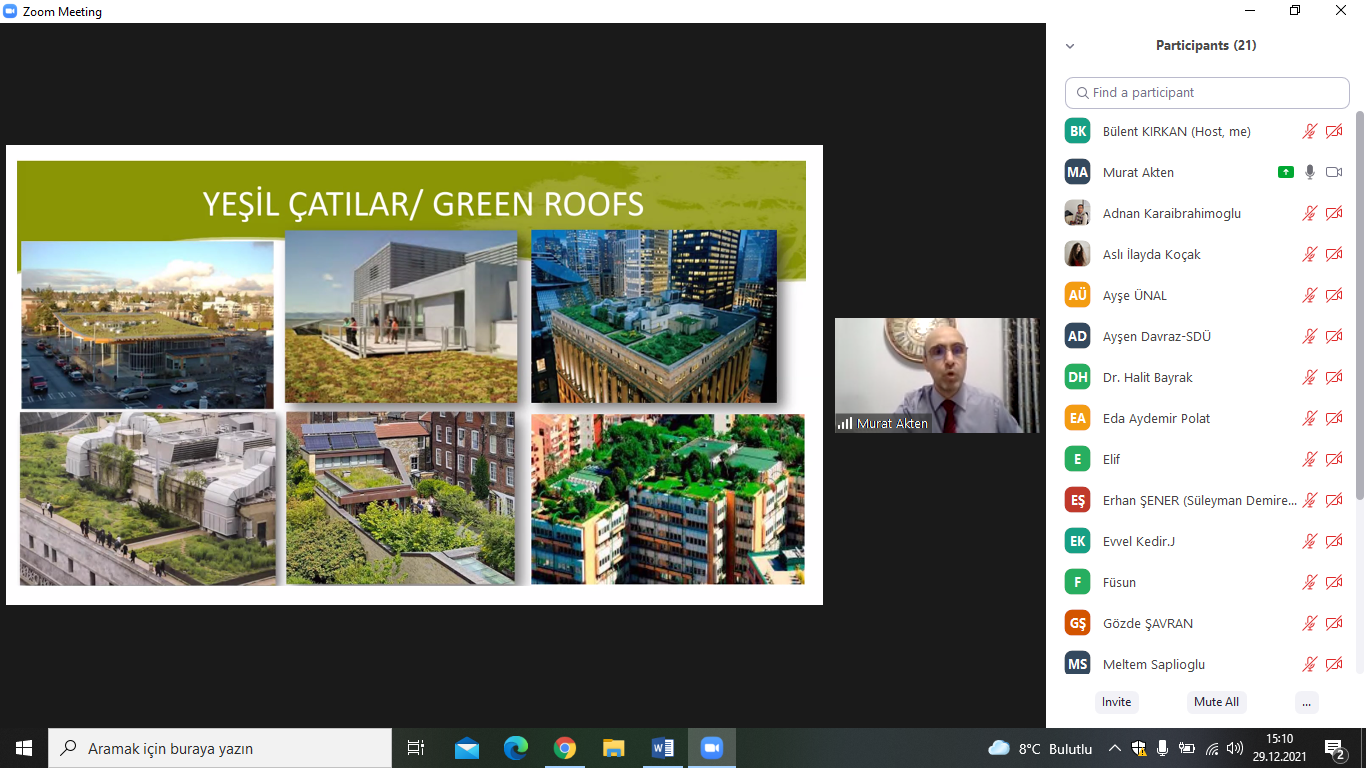 Zoom Meeting
YEŞİL ÇATILAR/ GREEN ROOFS
Murat Akten
Participants (21)
Find a participant
BK Bülent KIRKAN (Host, me)
MA Murat Akten
Adnan Karaibrahimoglu
Aslı İlayda Koçak
AÜ Ayşe ÜNAL
AD Ayşen Davraz-SDÜ
DH Dr. Halit Bayrak
EA Eda Aydemir Polat
E Elif
EŞ Erhan ŞENER (Süleyman Demire...
EK Evvel Kedir.J
F Füsun
GŞ Gözde ŞAVRAN
MS Meltem Saplioglu
Invite Mute All ...
Aramak için buraya yazın
8°C Bulutlu
15:10
29.12.2021
2